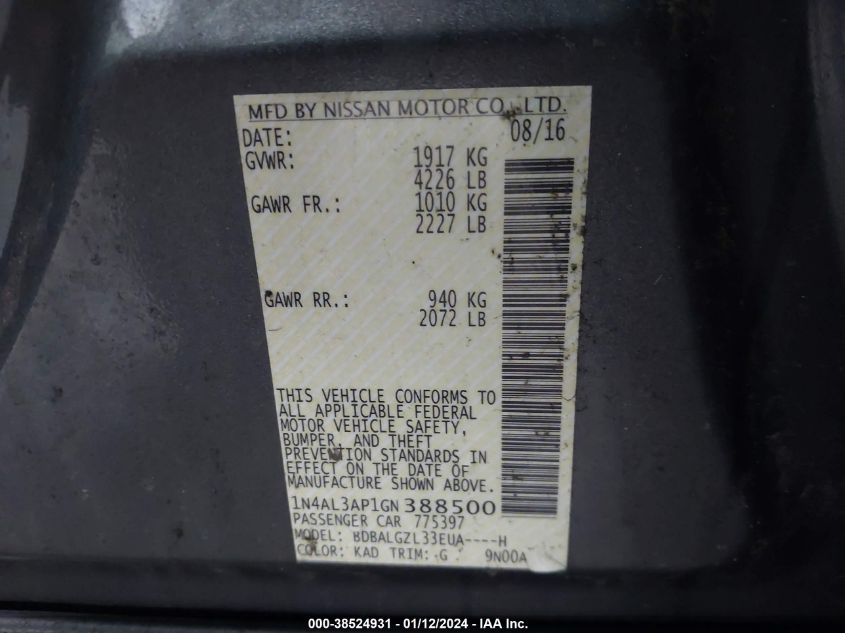 MFD BY NISSAN MOTOR CO., LTD.
DATE: 08/16
GVWR: 1917 KG
4226 LB
GAWR FR.: 1010 KG
2227 LB
GAWR RR.: 940 KG
2072 LB
THIS VEHICLE CONFORMS TO
ALL APPLICABLE FEDERAL
MOTOR VEHICLE SAFETY,
BUMPER, AND THEFT
PREVENTION STANDARDS IN
EFFECT ON THE DATE OF
MANUFACTURE SHOWN ABOVE.
1N4AL3AP1GN388500
PASSENGER CAR 775397
MODEL: BDBALGZL33EUA----H
COLOR: KAD TRIM: G 9N00A
000-38524931 - 01/12/2024 - IAA Inc.